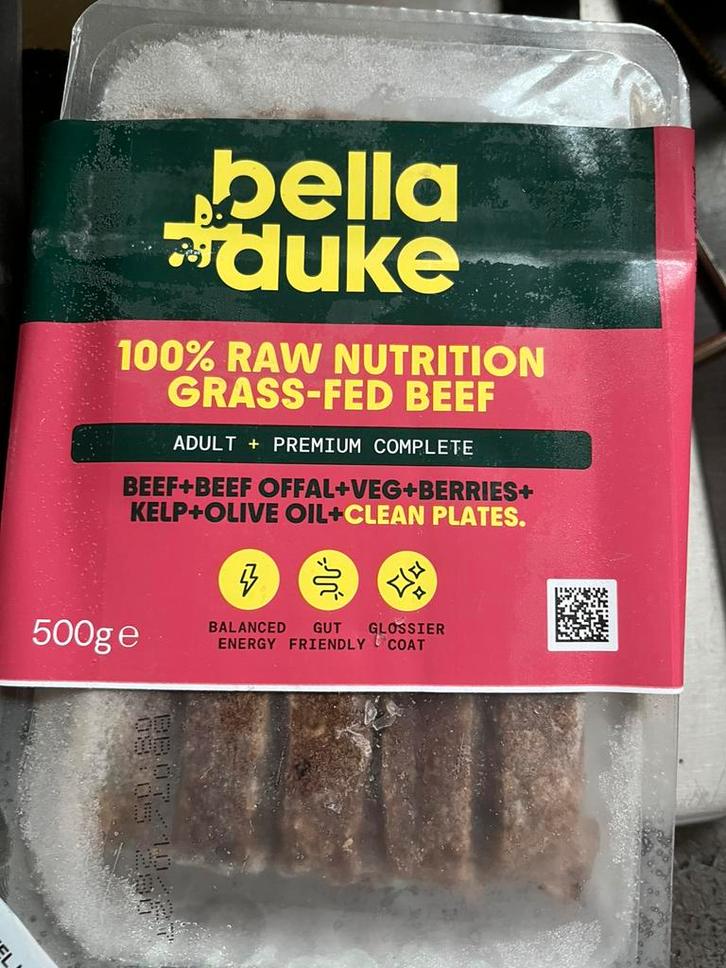 bella
+duke
100% RAW NUTRITION
GRASS-FED BEEF
ADULT + PREMIUM COMPLETE
BEEF+BEEF OFFAL+VEG+BERRIES+
KELP+OLIVE OIL+CLEAN PLATES.
BALANCED
ENERGY
GUT
FRIENDLY
GLOSSIER
COAT
500g e